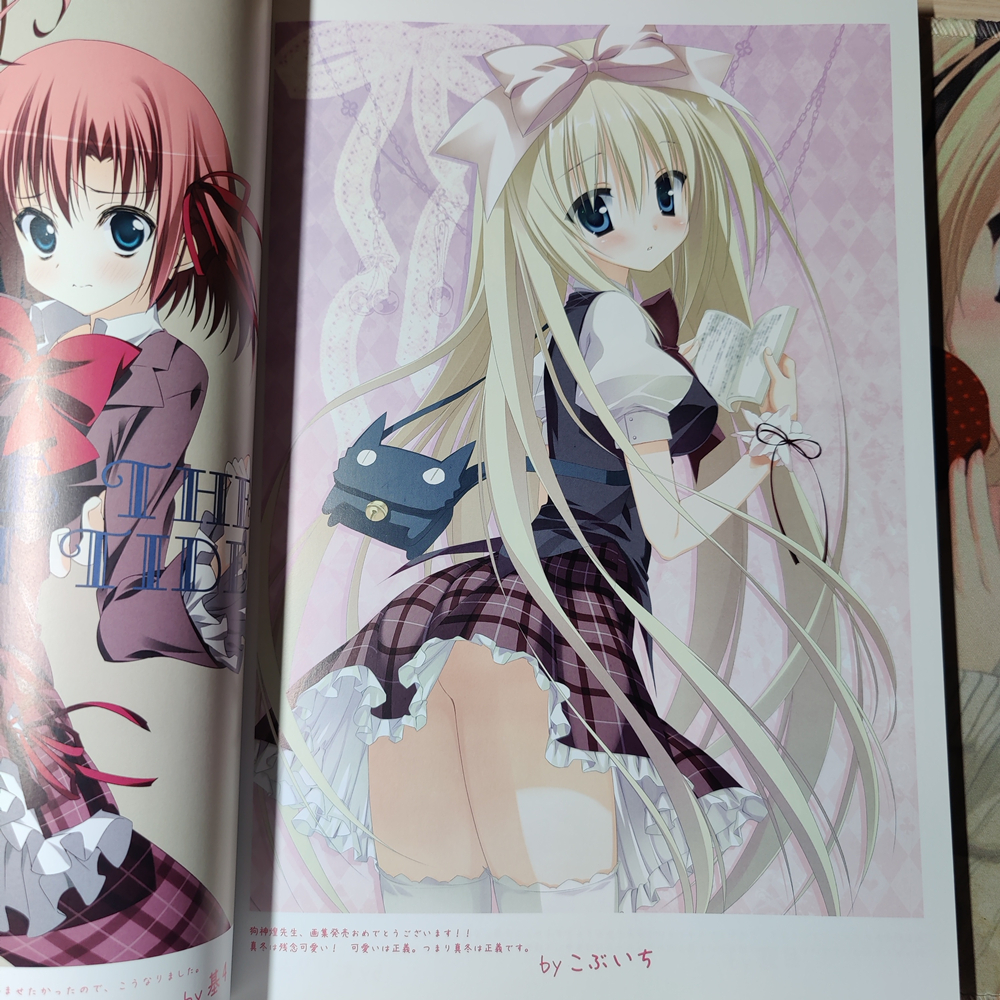 THE
TIDE
ませたかったので、こうなりました。
by 基4
狗神煌先生、画集発売おめでとうございます！！
真冬は残念可愛い！　可愛いは正義。つまり真冬は正義です。
by こぶいち